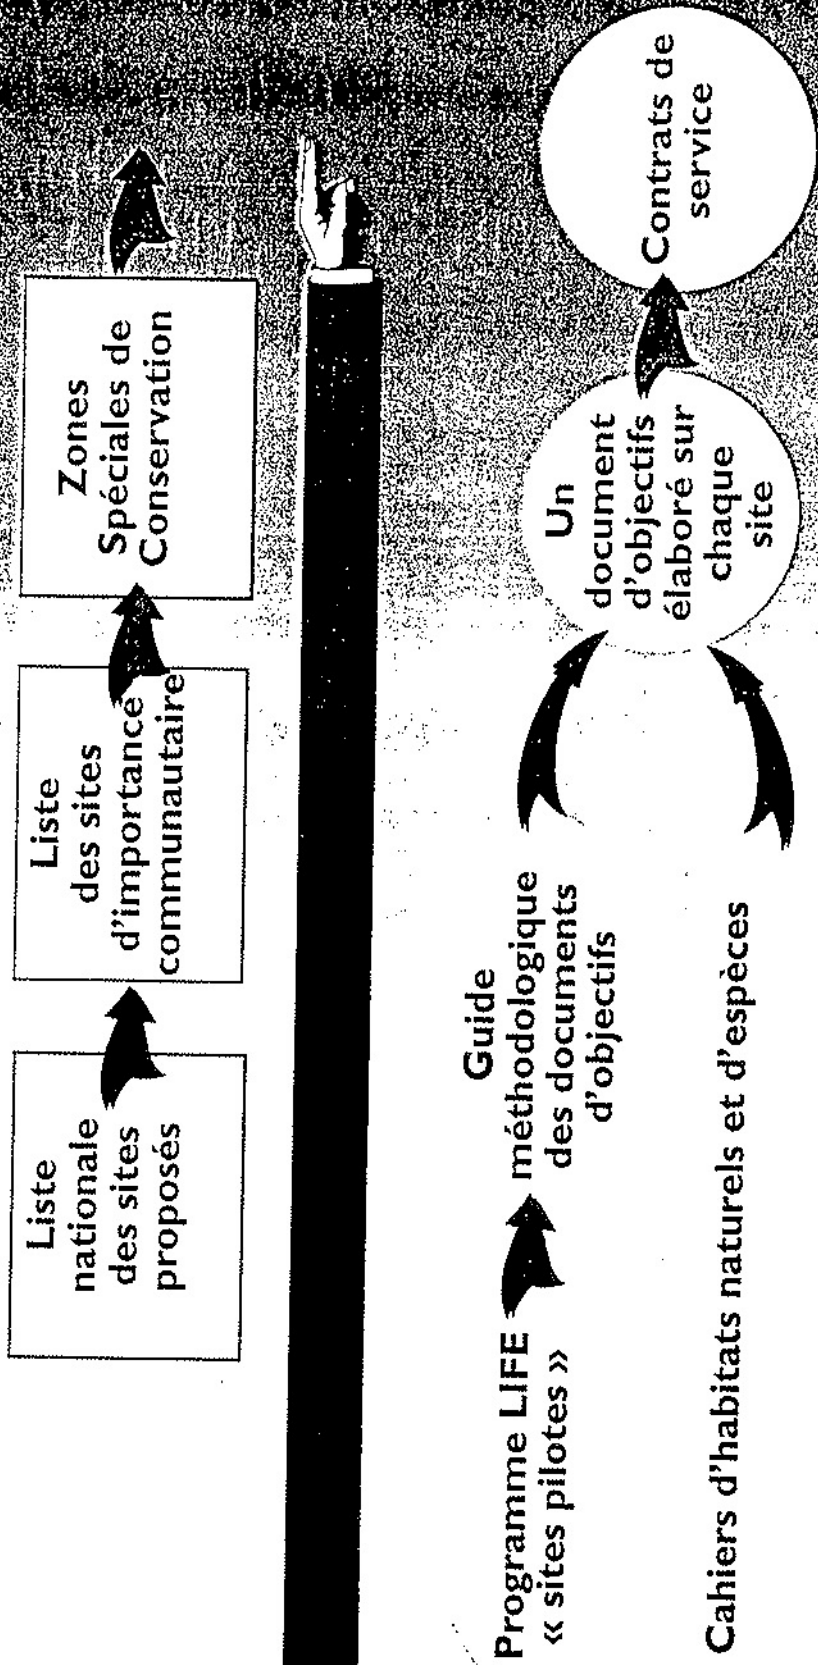 Liste
nationale
des sites
proposés
Liste
des sites
d'importance
communautaire
Zones
Spéciales de
Conservation
Programme LIFE
« sites pilotes »
Guide
méthodologique
des documents
d'objectifs
Cahiers d'habitats naturels et d'espèces
Un
document
d'objectifs
élaboré sur
chaque
site
Contrats de
service